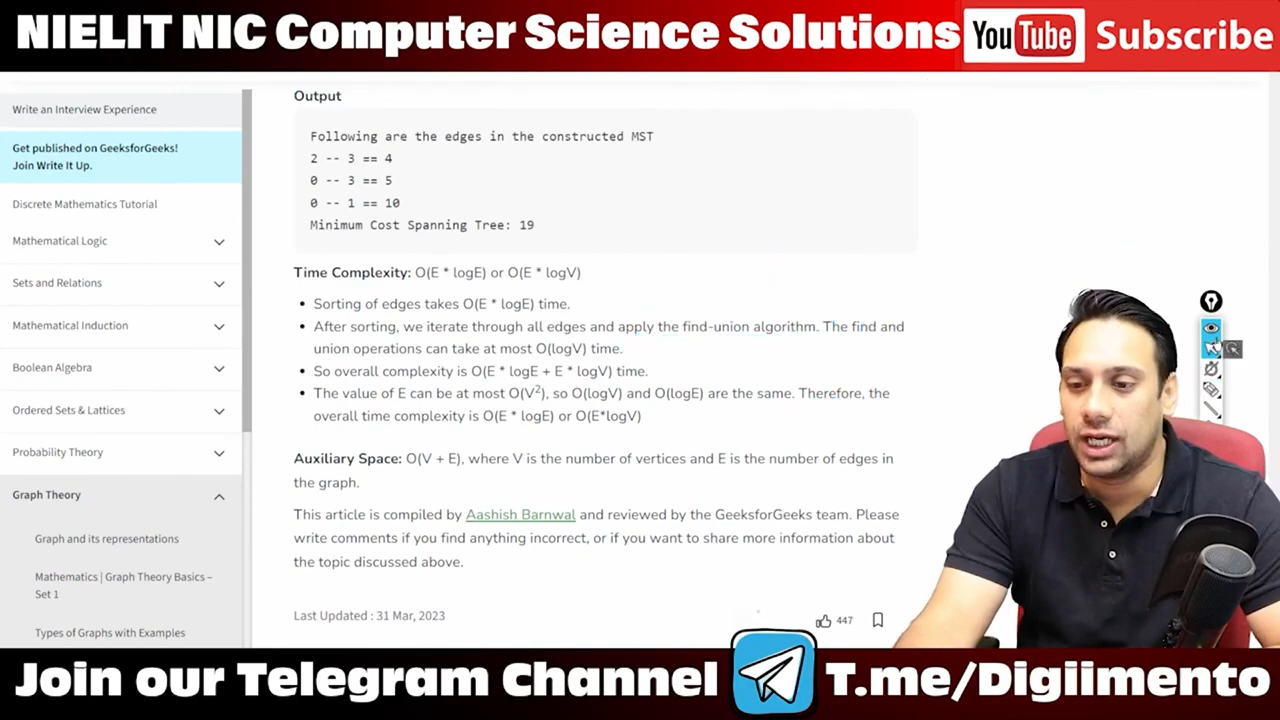 NIELIT NIC Computer Science Solutions
YouTube Subscribe
Write an Interview Experience
Get published on GeeksforGeeks!
Join Write It Up.
Discrete Mathematics Tutorial
Mathematical Logic
Sets and Relations
Mathematical Induction
Boolean Algebra
Ordered Sets & Lattices
Probability Theory
Graph Theory
Graph and its representations
Mathematics | Graph Theory Basics –
Set 1
Types of Graphs with Examples
Output
Following are the edges in the constructed MST
2 -- 3 == 4
0 -- 3 == 5
0 -- 1 == 10
Minimum Cost Spanning Tree: 19
Time Complexity: O(E * logE) or O(E * logV)
• Sorting of edges takes O(E * logE) time.
• After sorting, we iterate through all edges and apply the find-union algorithm. The find and
union operations can take at most O(logV) time.
• So overall complexity is O(E * logE + E * logV) time.
• The value of E can be at most O(V²), so O(logV) and O(logE) are the same. Therefore, the
overall time complexity is O(E * logE) or O(E*logV)
Auxiliary Space: O(V + E), where V is the number of vertices and E is the number of edges in
the graph.
This article is compiled by Aashish Barnwal and reviewed by the GeeksforGeeks team. Please
write comments if you find anything incorrect, or if you want to share more information about
the topic discussed above.
Last Updated : 31 Mar, 2023
447
Join our Telegram Channel
T.me/Digiimento